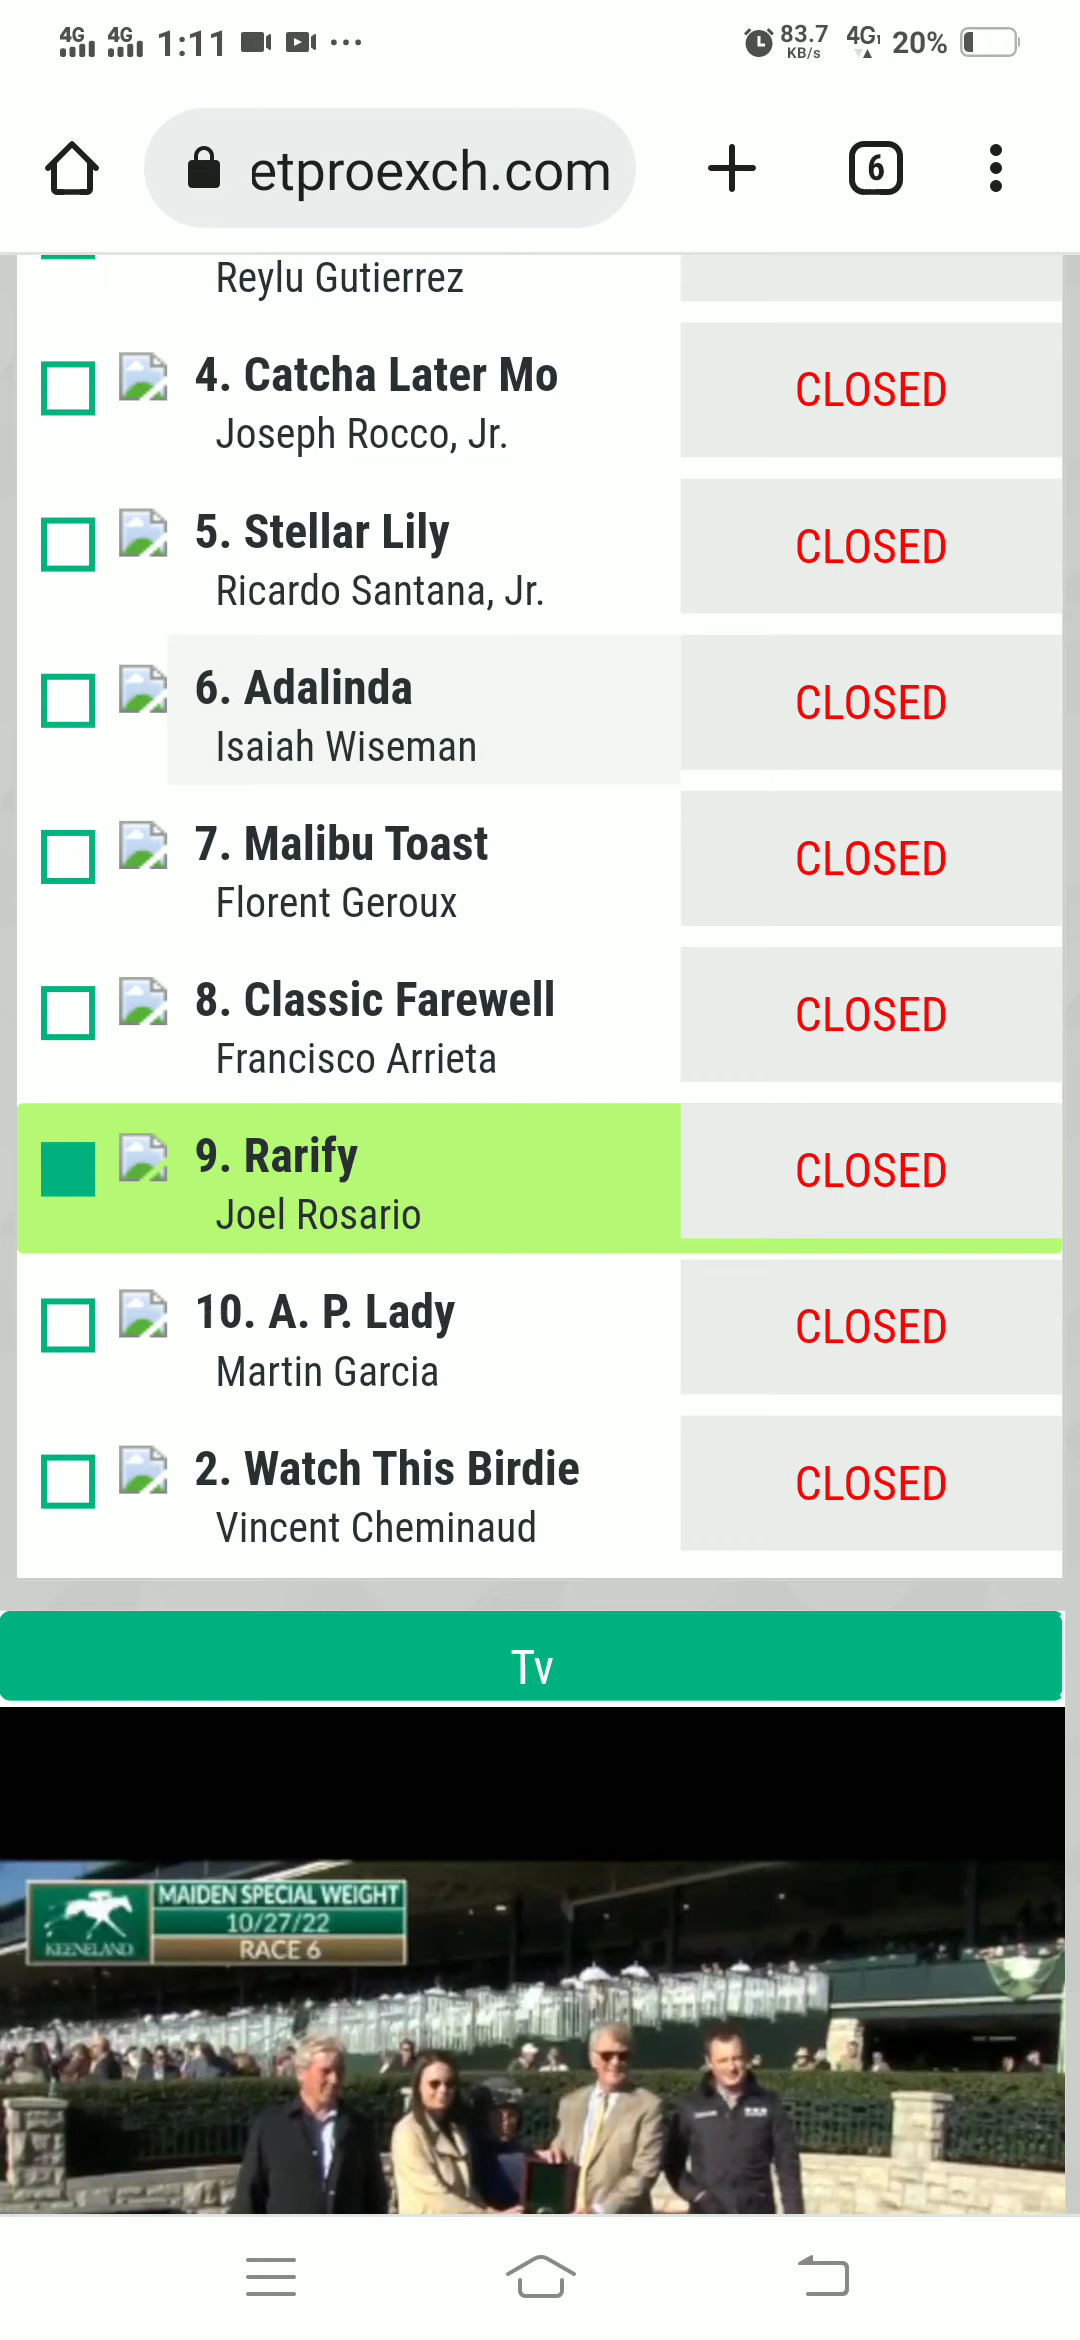 4G 4G 1:11 83.7 KB/s 4G 20%
etproexch.com 6
Reylu Gutierrez
4. Catcha Later Mo
Joseph Rocco, Jr.
CLOSED
5. Stellar Lily
Ricardo Santana, Jr.
CLOSED
6. Adalinda
Isaiah Wiseman
CLOSED
7. Malibu Toast
Florent Geroux
CLOSED
8. Classic Farewell
Francisco Arrieta
CLOSED
9. Rarify
Joel Rosario
CLOSED
10. A. P. Lady
Martin Garcia
CLOSED
2. Watch This Birdie
Vincent Cheminaud
CLOSED
Tv
MAIDEN SPECIAL WEIGHT
10/27/22
RACE 6
KEENELAND